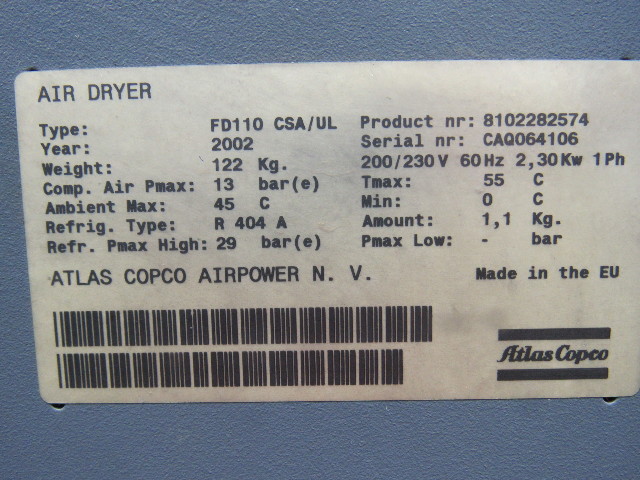 AIR DRYER
Type: FD110 CSA/UL Product nr: 8102282574
Year: 2002 Serial nr: CAQ064106
Weight: 122 Kg. 200/230V 60Hz 2,30Kw 1Ph
Comp. Air Pmax: 13 bar(e) Tmax: 55 C
Ambient Max: 45 C Min: 0 C
Refrig. Type: R 404 A Amount: 1,1 Kg.
Refr. Pmax High: 29 bar(e) Pmax Low: - bar
ATLAS COPCO AIRPOWER N. V. Made in the EU
Atlas Copco